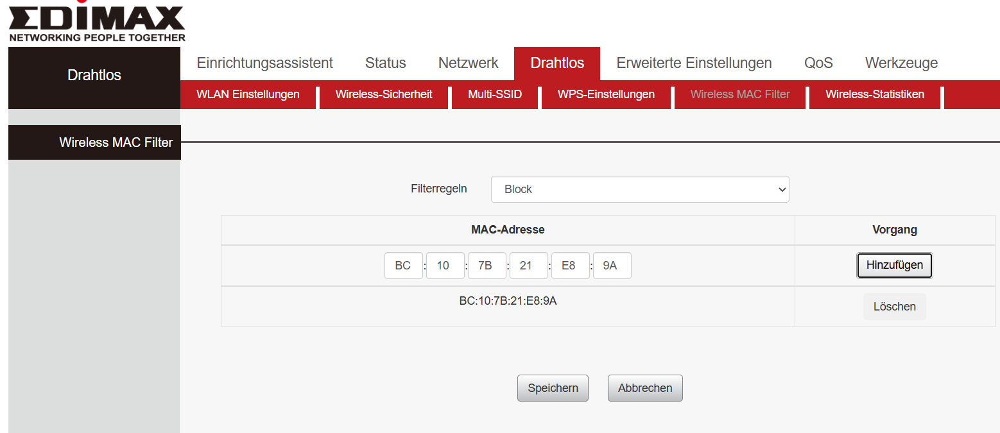 EDIMAX
NETWORKING PEOPLE TOGETHER
Drahtlos
Einrichtungsassistent Status Netzwerk Drahtlos Erweiterte Einstellungen QoS Werkzeuge
WLAN Einstellungen Wireless-Sicherheit Multi-SSID WPS-Einstellungen Wireless MAC Filter Wireless-Statistiken
Wireless MAC Filter
Filterregeln Block
MAC-Adresse Vorgang
BC : 10 : 7B : 21 : E8 : 9A Hinzufügen
BC:10:7B:21:E8:9A Löschen
Speichern Abbrechen